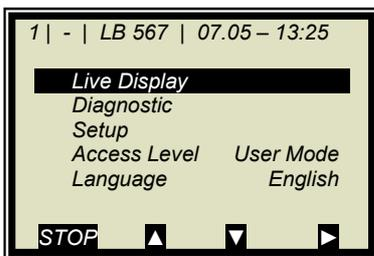 1 | - | LB 567 | 07.05 – 13:25
Live Display
Diagnostic
Setup
Access Level User Mode
Language English
STOP ▲ ▼ ►